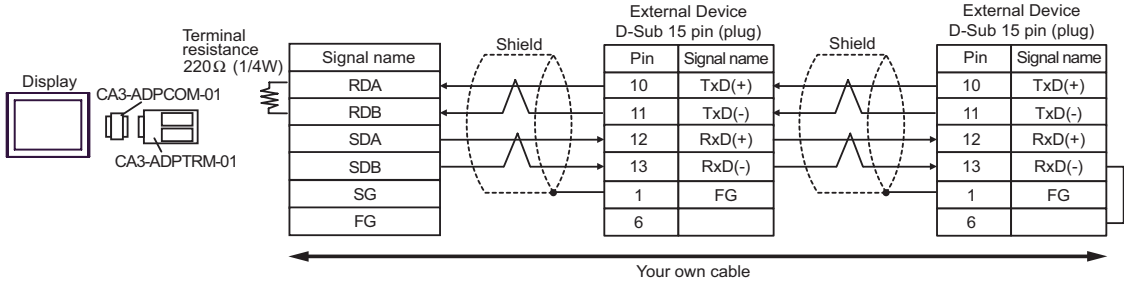 Display
CA3-ADPCOM-01
CA3-ADPTRM-01
Terminal
resistance
220Ω (1/4W)
Signal name
RDA
RDB
SDA
SDB
SG
FG
Shield
External Device
D-Sub 15 pin (plug)
Pin Signal name
10 TxD(+)
11 TxD(-)
12 RxD(+)
13 RxD(-)
1 FG
6
Shield
External Device
D-Sub 15 pin (plug)
Pin Signal name
10 TxD(+)
11 TxD(-)
12 RxD(+)
13 RxD(-)
1 FG
6
Your own cable